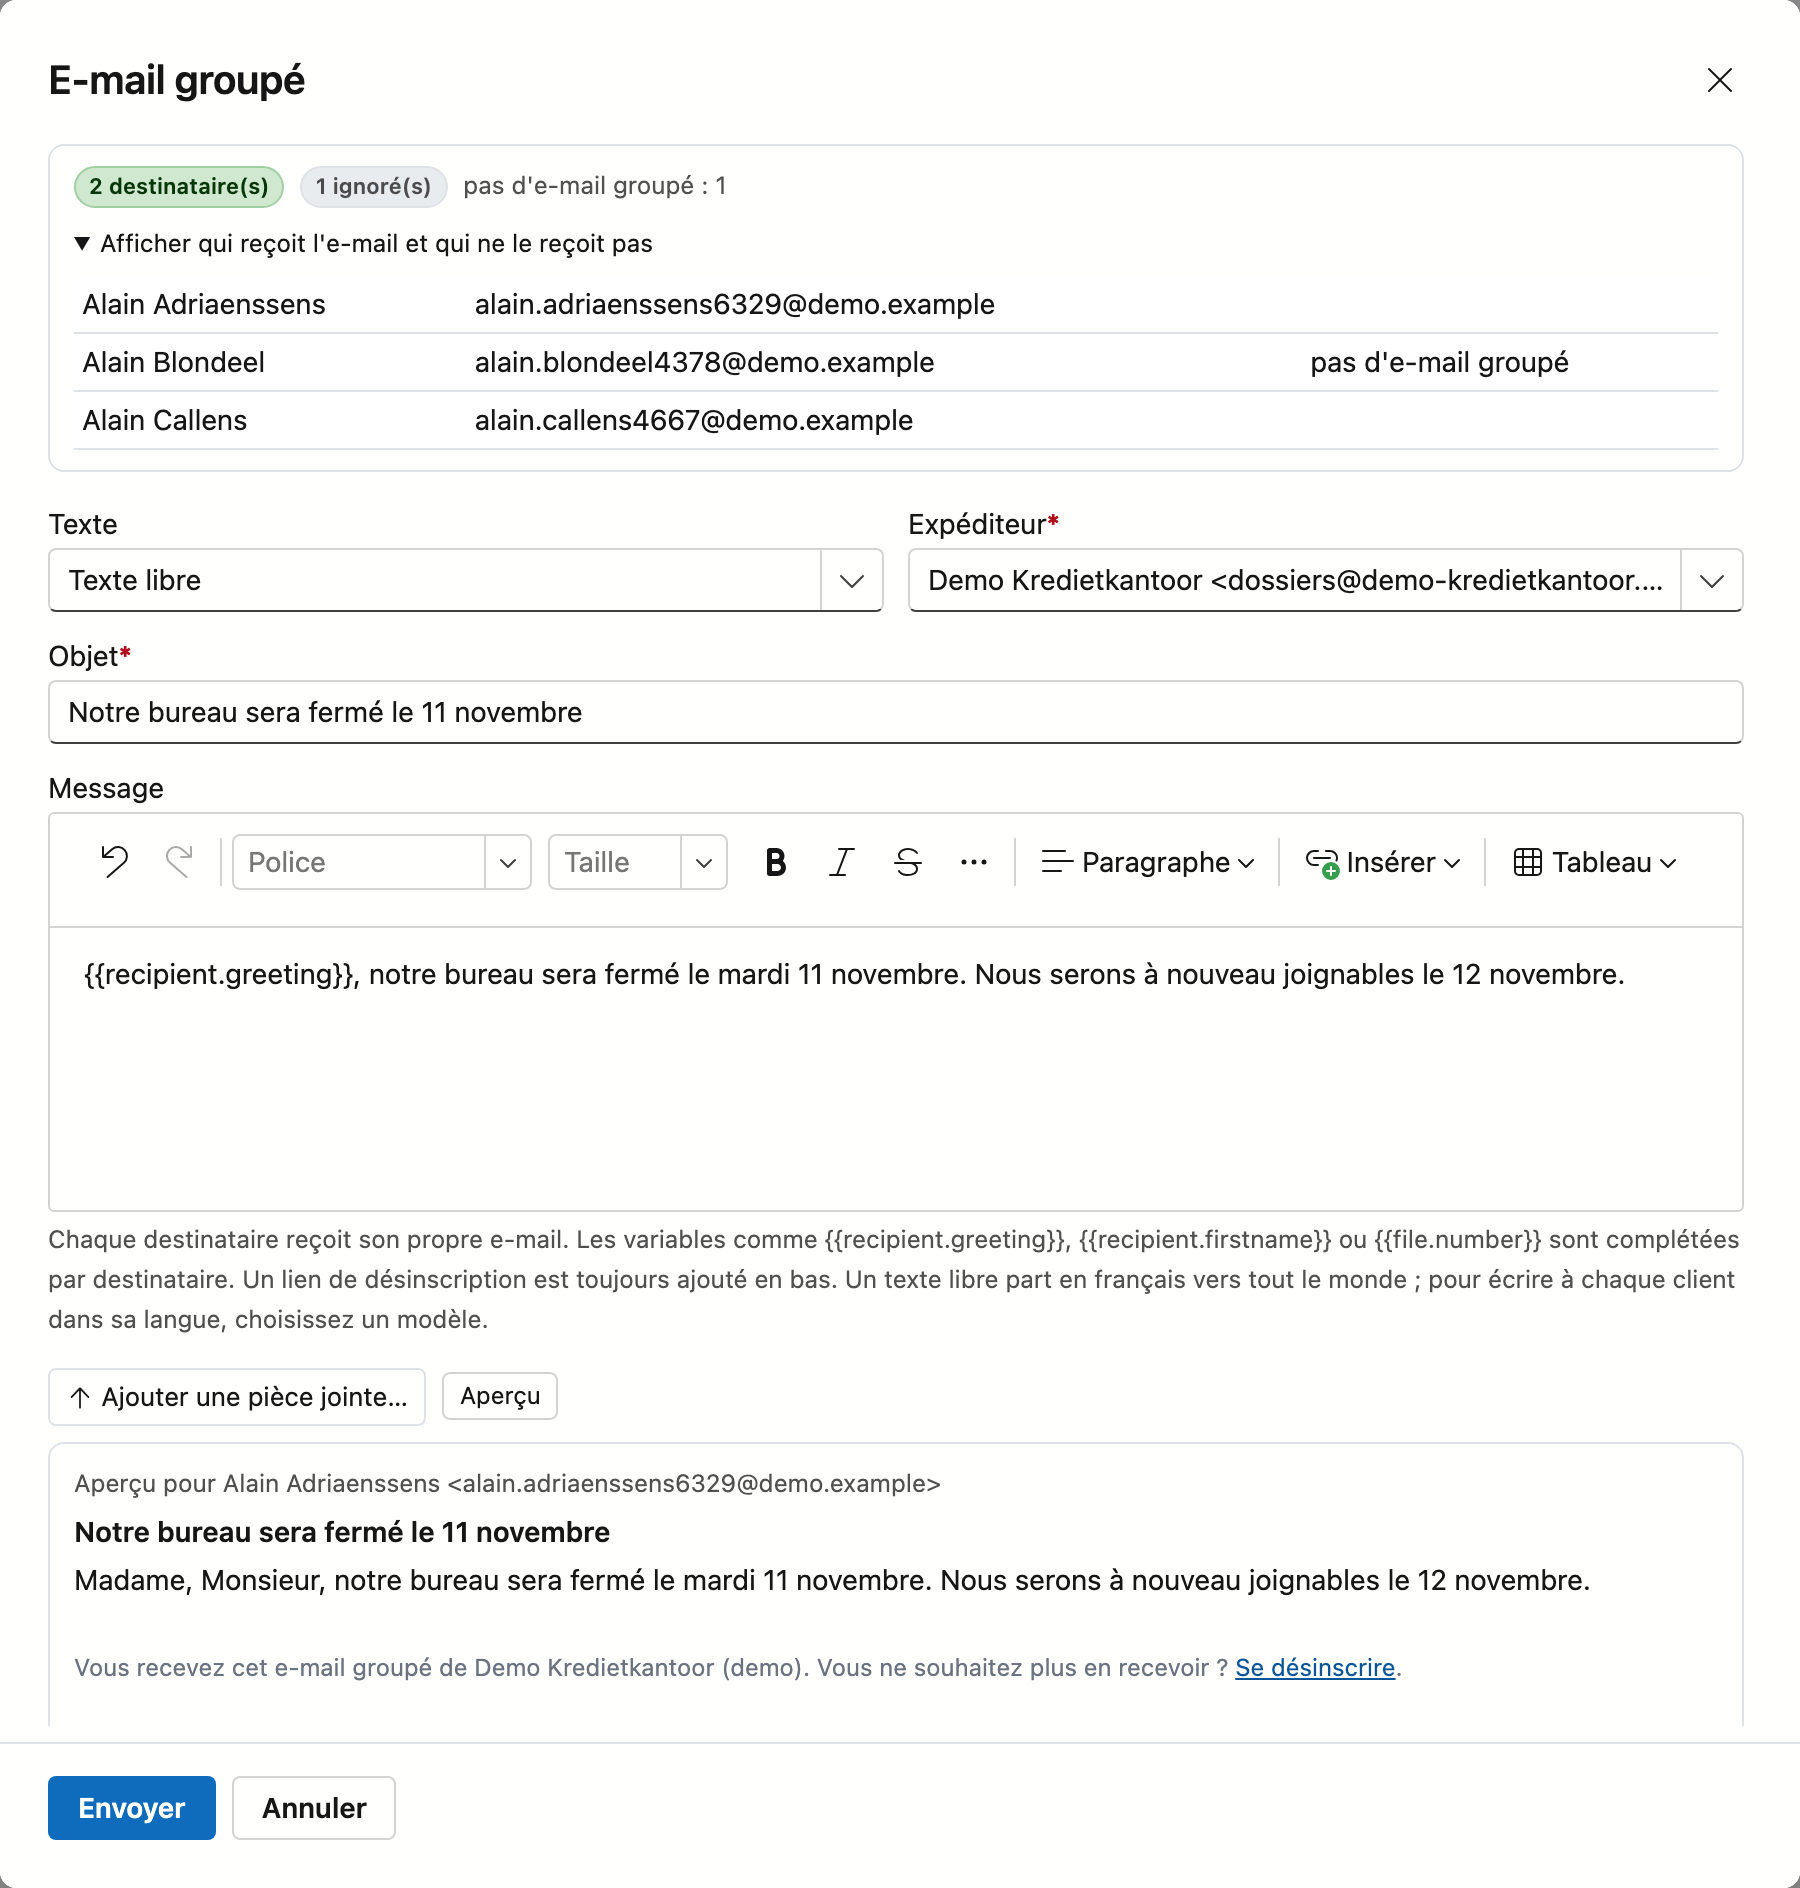 E-mail groupé
2 destinataire(s) 1 ignoré(s) pas d'e-mail groupé : 1
▼ Afficher qui reçoit l'e-mail et qui ne le reçoit pas
Alain Adriaenssens alain.adriaenssens6329@demo.example
Alain Blondeel alain.blondeel4378@demo.example pas d'e-mail groupé
Alain Callens alain.callens4667@demo.example
Texte Expéditeur*
Texte libre Demo Kredietkantoor <dossiers@demo-kredietkantoor....
Objet*
Notre bureau sera fermé le 11 novembre
Message
Police Taille B I S ... Paragraphe Insérer Tableau
{{recipient.greeting}}, notre bureau sera fermé le mardi 11 novembre. Nous serons à nouveau joignables le 12 novembre.
Chaque destinataire reçoit son propre e-mail. Les variables comme {{recipient.greeting}}, {{recipient.firstname}} ou {{file.number}} sont complétées
par destinataire. Un lien de désinscription est toujours ajouté en bas. Un texte libre part en français vers tout le monde ; pour écrire à chaque client
dans sa langue, choisissez un modèle.
Ajouter une pièce jointe... Aperçu
Aperçu pour Alain Adriaenssens <alain.adriaenssens6329@demo.example>
Notre bureau sera fermé le 11 novembre
Madame, Monsieur, notre bureau sera fermé le mardi 11 novembre. Nous serons à nouveau joignables le 12 novembre.
Vous recevez cet e-mail groupé de Demo Kredietkantoor (demo). Vous ne souhaitez plus en recevoir ? Se désinscrire.
Envoyer Annuler